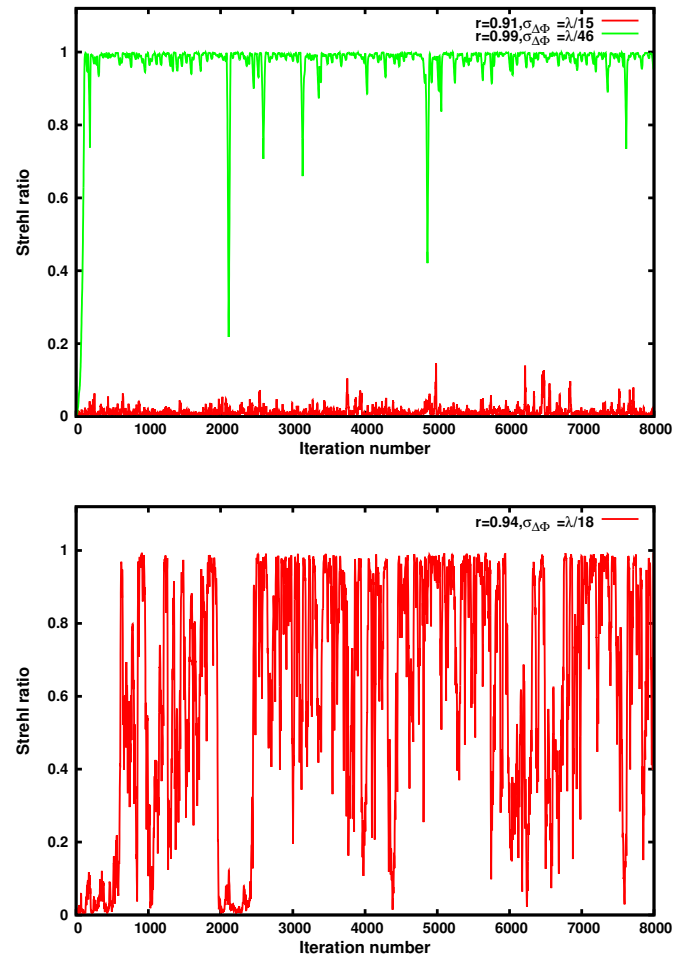 r=0.91,σΔΦ =λ/15
r=0.99,σΔΦ =λ/46
1
0.8
0.6
0.4
0.2
0
Strehl ratio
0 1000 2000 3000 4000 5000 6000 7000 8000
Iteration number
r=0.94,σΔΦ =λ/18
1
0.8
0.6
0.4
0.2
0
Strehl ratio
0 1000 2000 3000 4000 5000 6000 7000 8000
Iteration number